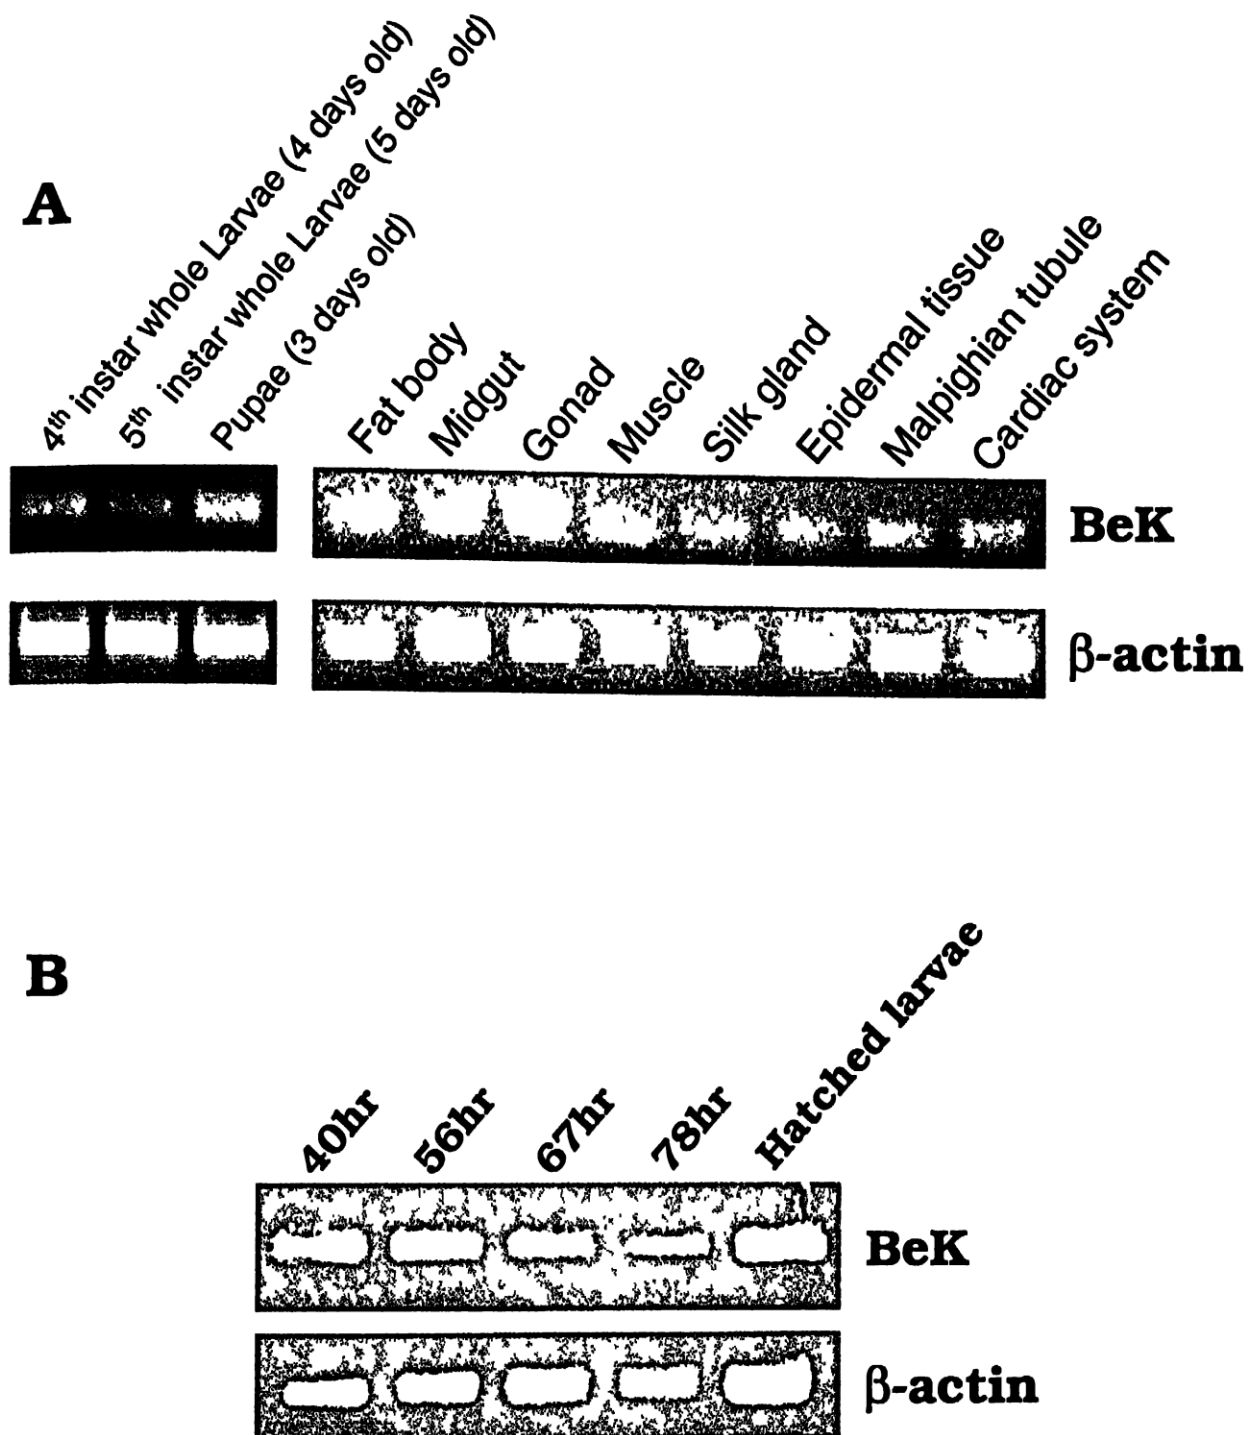 A
4th instar whole Larvae (4 days old)
5th instar whole Larvae (5 days old)
Pupae (3 days old)
Fat body
Midgut
Gonad
Muscle
Silk gland
Epidermal tissue
Malpighian tubule
Cardiac system
BeK
β-actin
B
40hr
56hr
67hr
78hr
Hatched larvae
BeK
β-actin